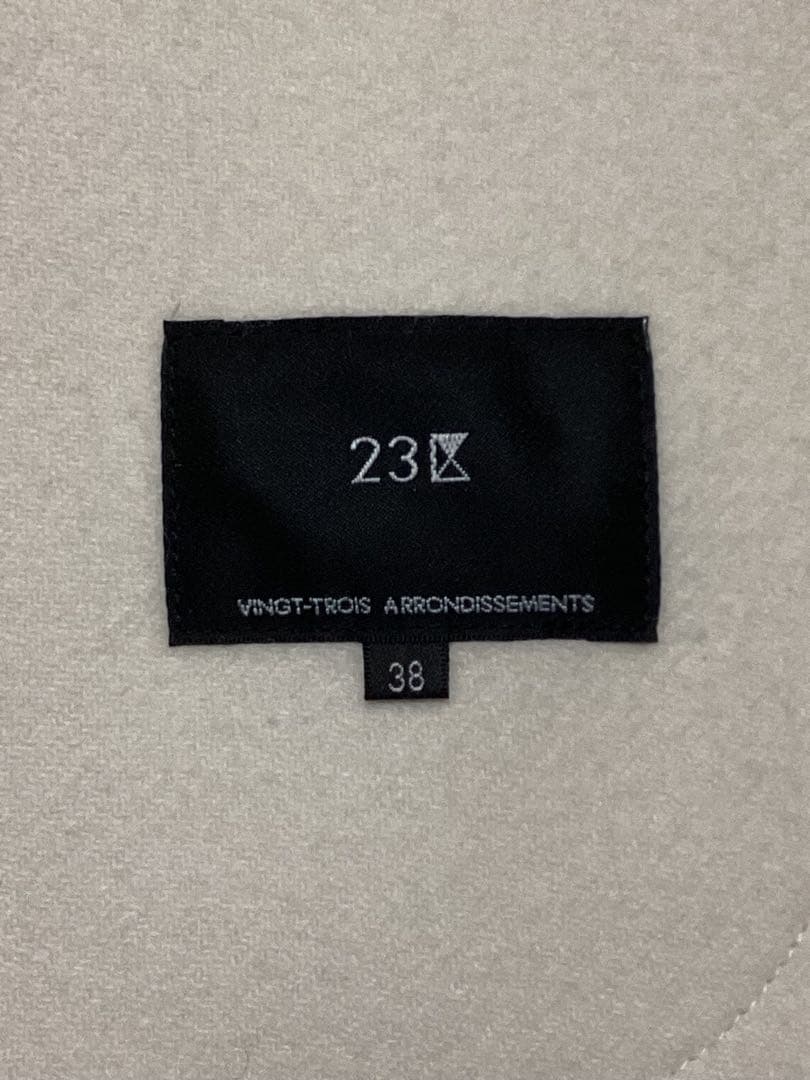 23区
VINGT-TROIS ARRONDISSEMENTS
38